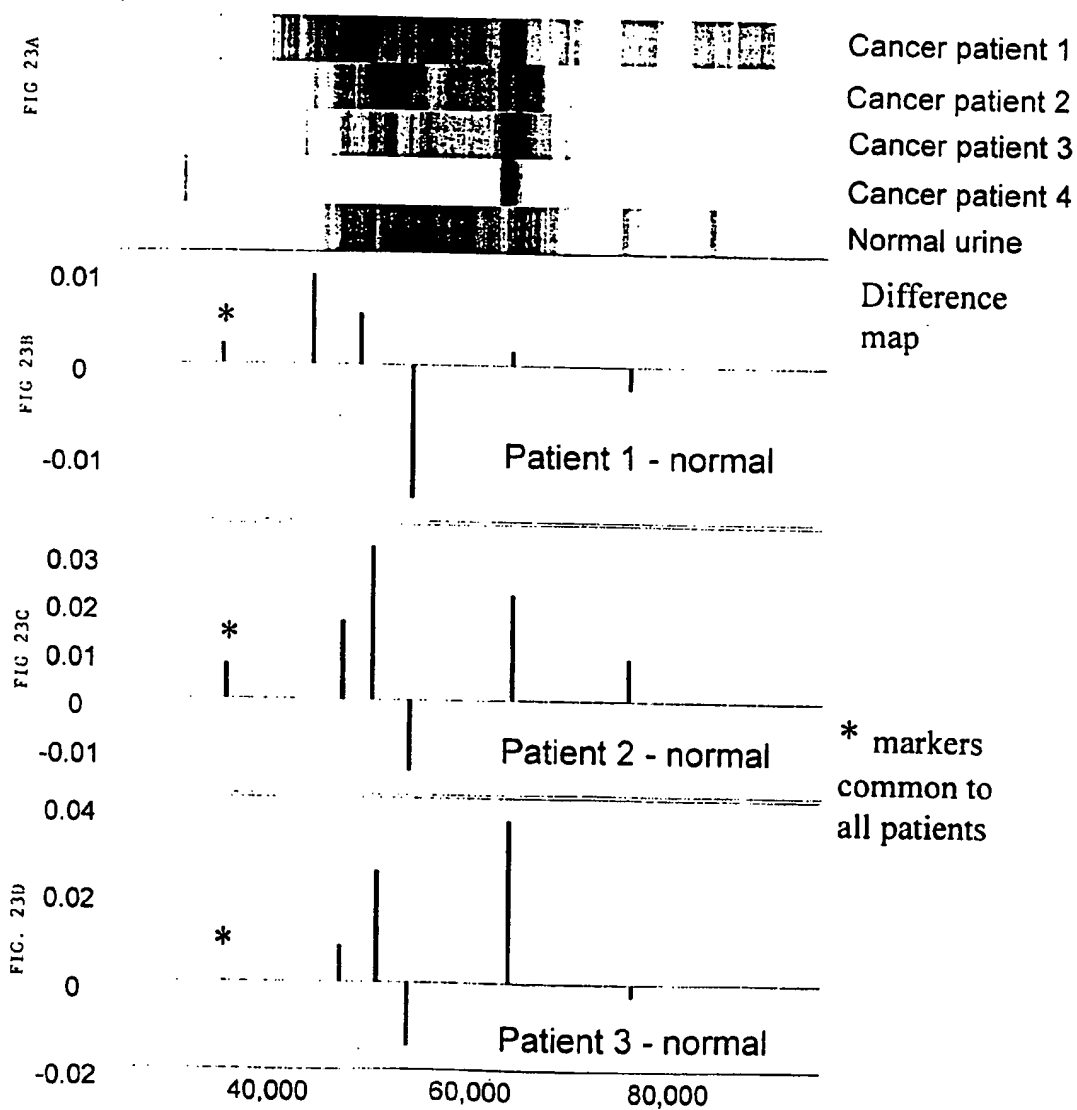 FIG 23A
Cancer patient 1
Cancer patient 2
Cancer patient 3
Cancer patient 4
Normal urine
Difference
map
FIG 23B
0.01
*
0
-0.01
Patient 1 - normal
FIG 23C
0.03
0.02
*
0.01
0
-0.01
Patient 2 - normal
* markers
common to
all patients
FIG. 23D
0.04
0.02
*
0
Patient 3 - normal
-0.02
40,000 60,000 80,000